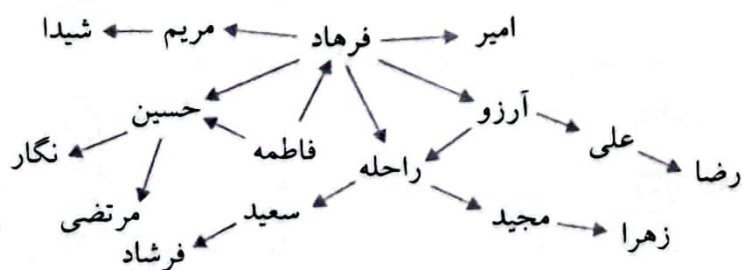 شیدا مریم فرهاد امیر
حسین آرزو
نگار فاطمه راحله علی رضا
مرتضی سعید مجید زهرا
فرشاد